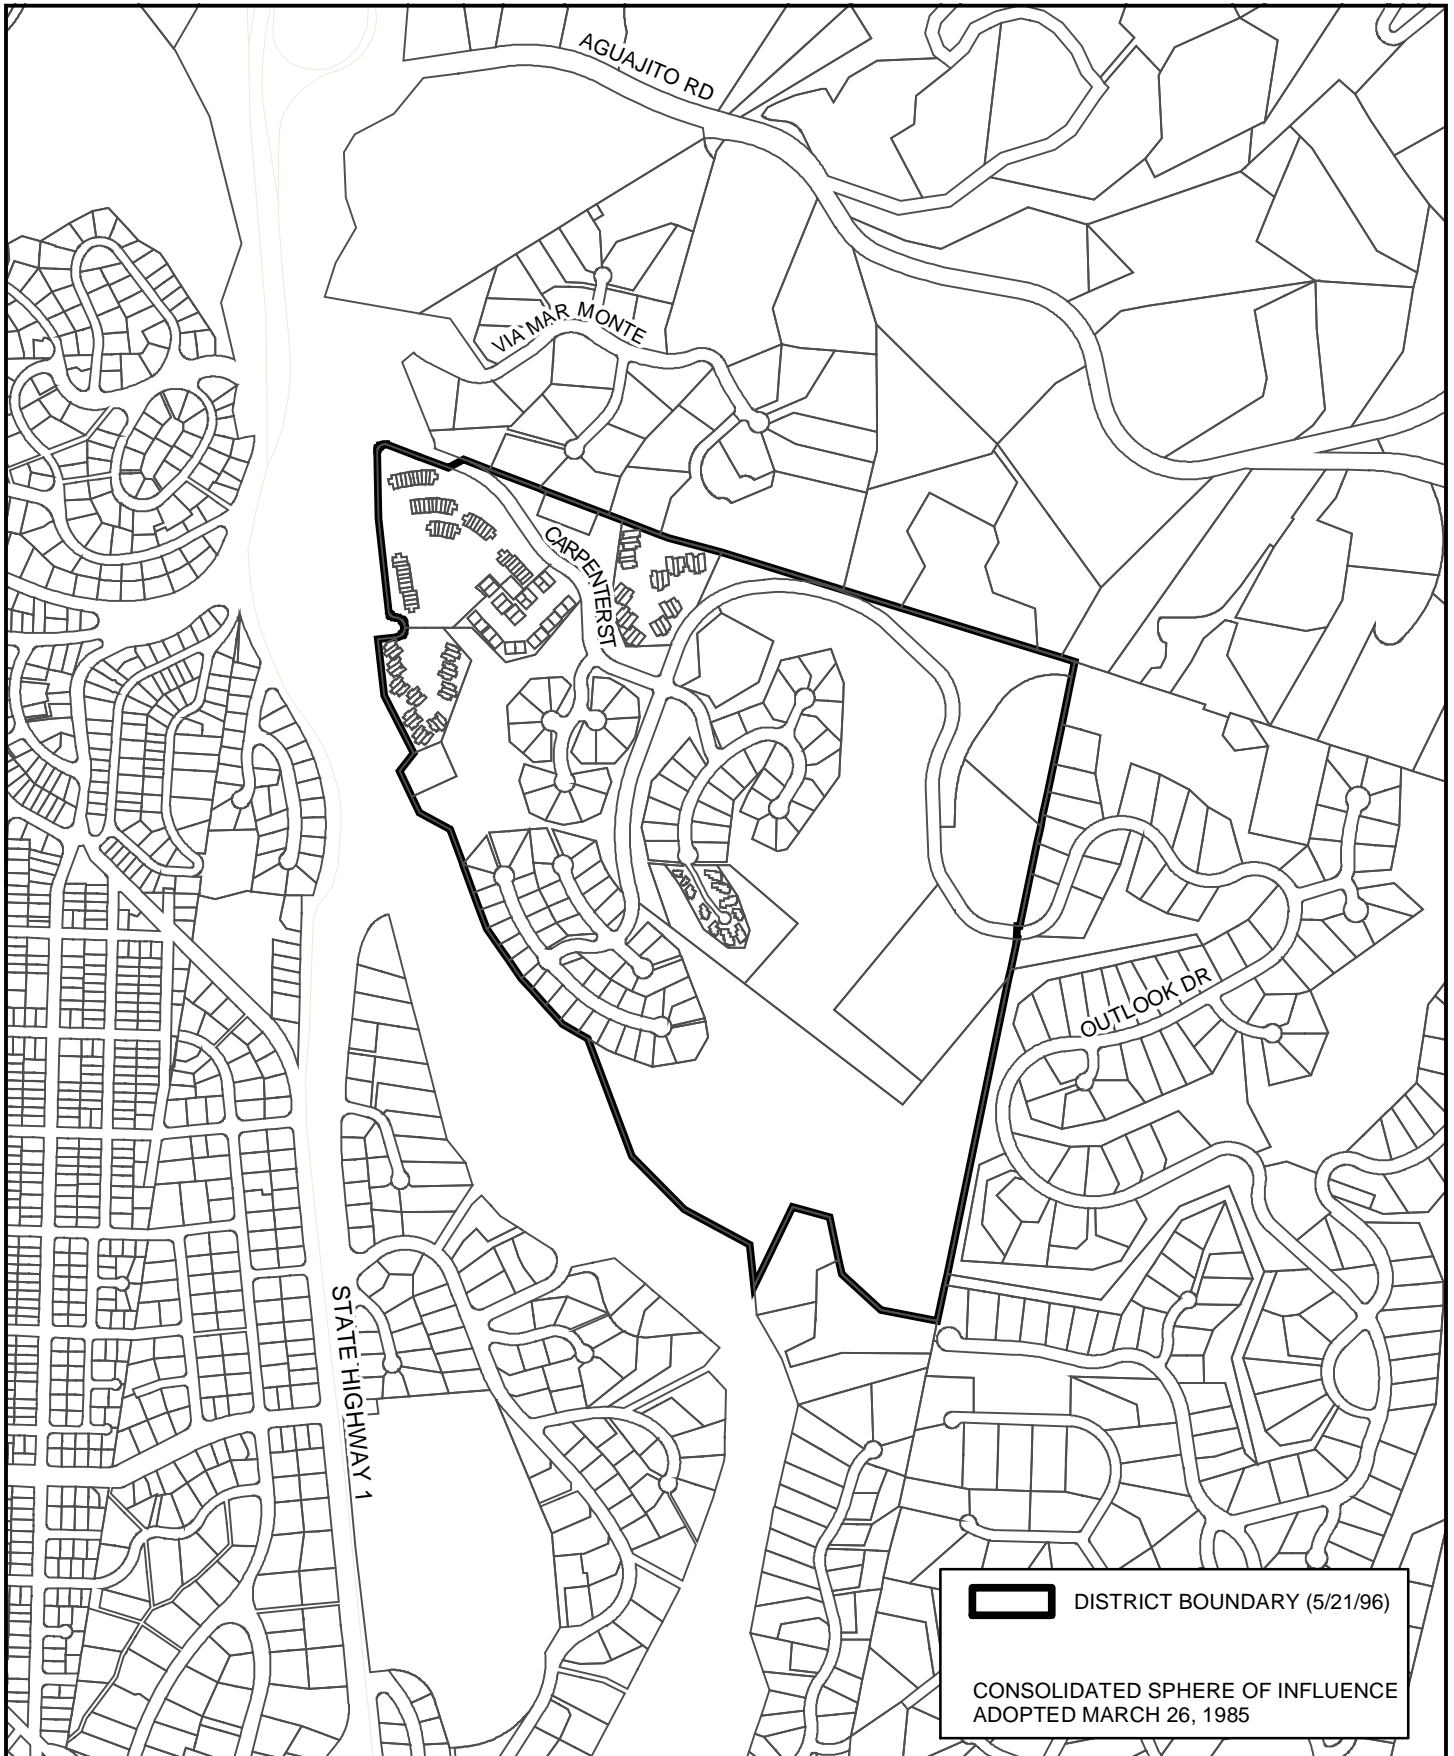 AGUAJITO RD
VIA MAR MONTE
CARPENTER ST
OUTLOOK DR
STATE HIGHWAY 1
DISTRICT BOUNDARY (5/21/96)
CONSOLIDATED SPHERE OF INFLUENCE
ADOPTED MARCH 26, 1985